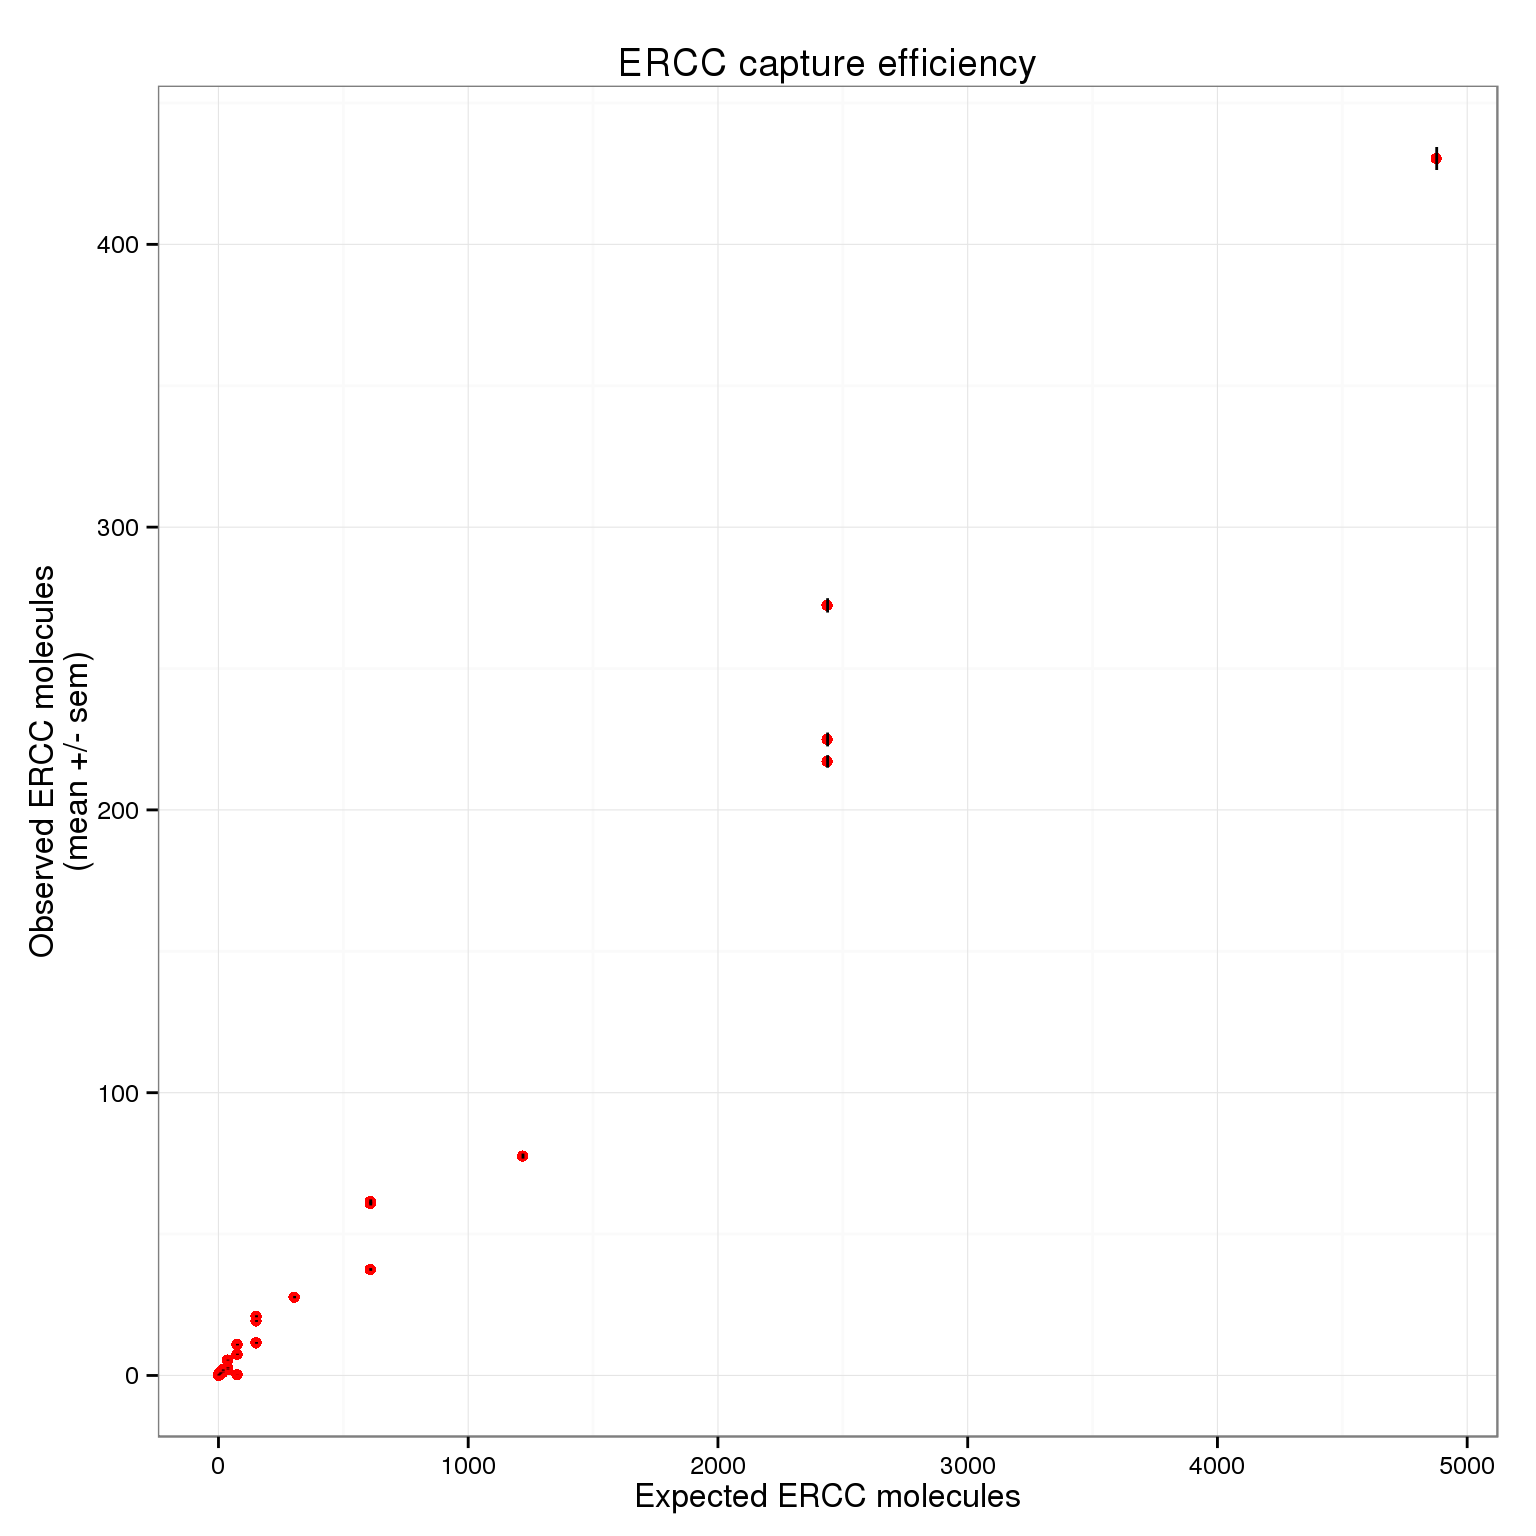 ERCC capture efficiency
Observed ERCC molecules
(mean +/- sem)
400
300
200
100
0
0 1000 2000 3000 4000 5000
Expected ERCC molecules